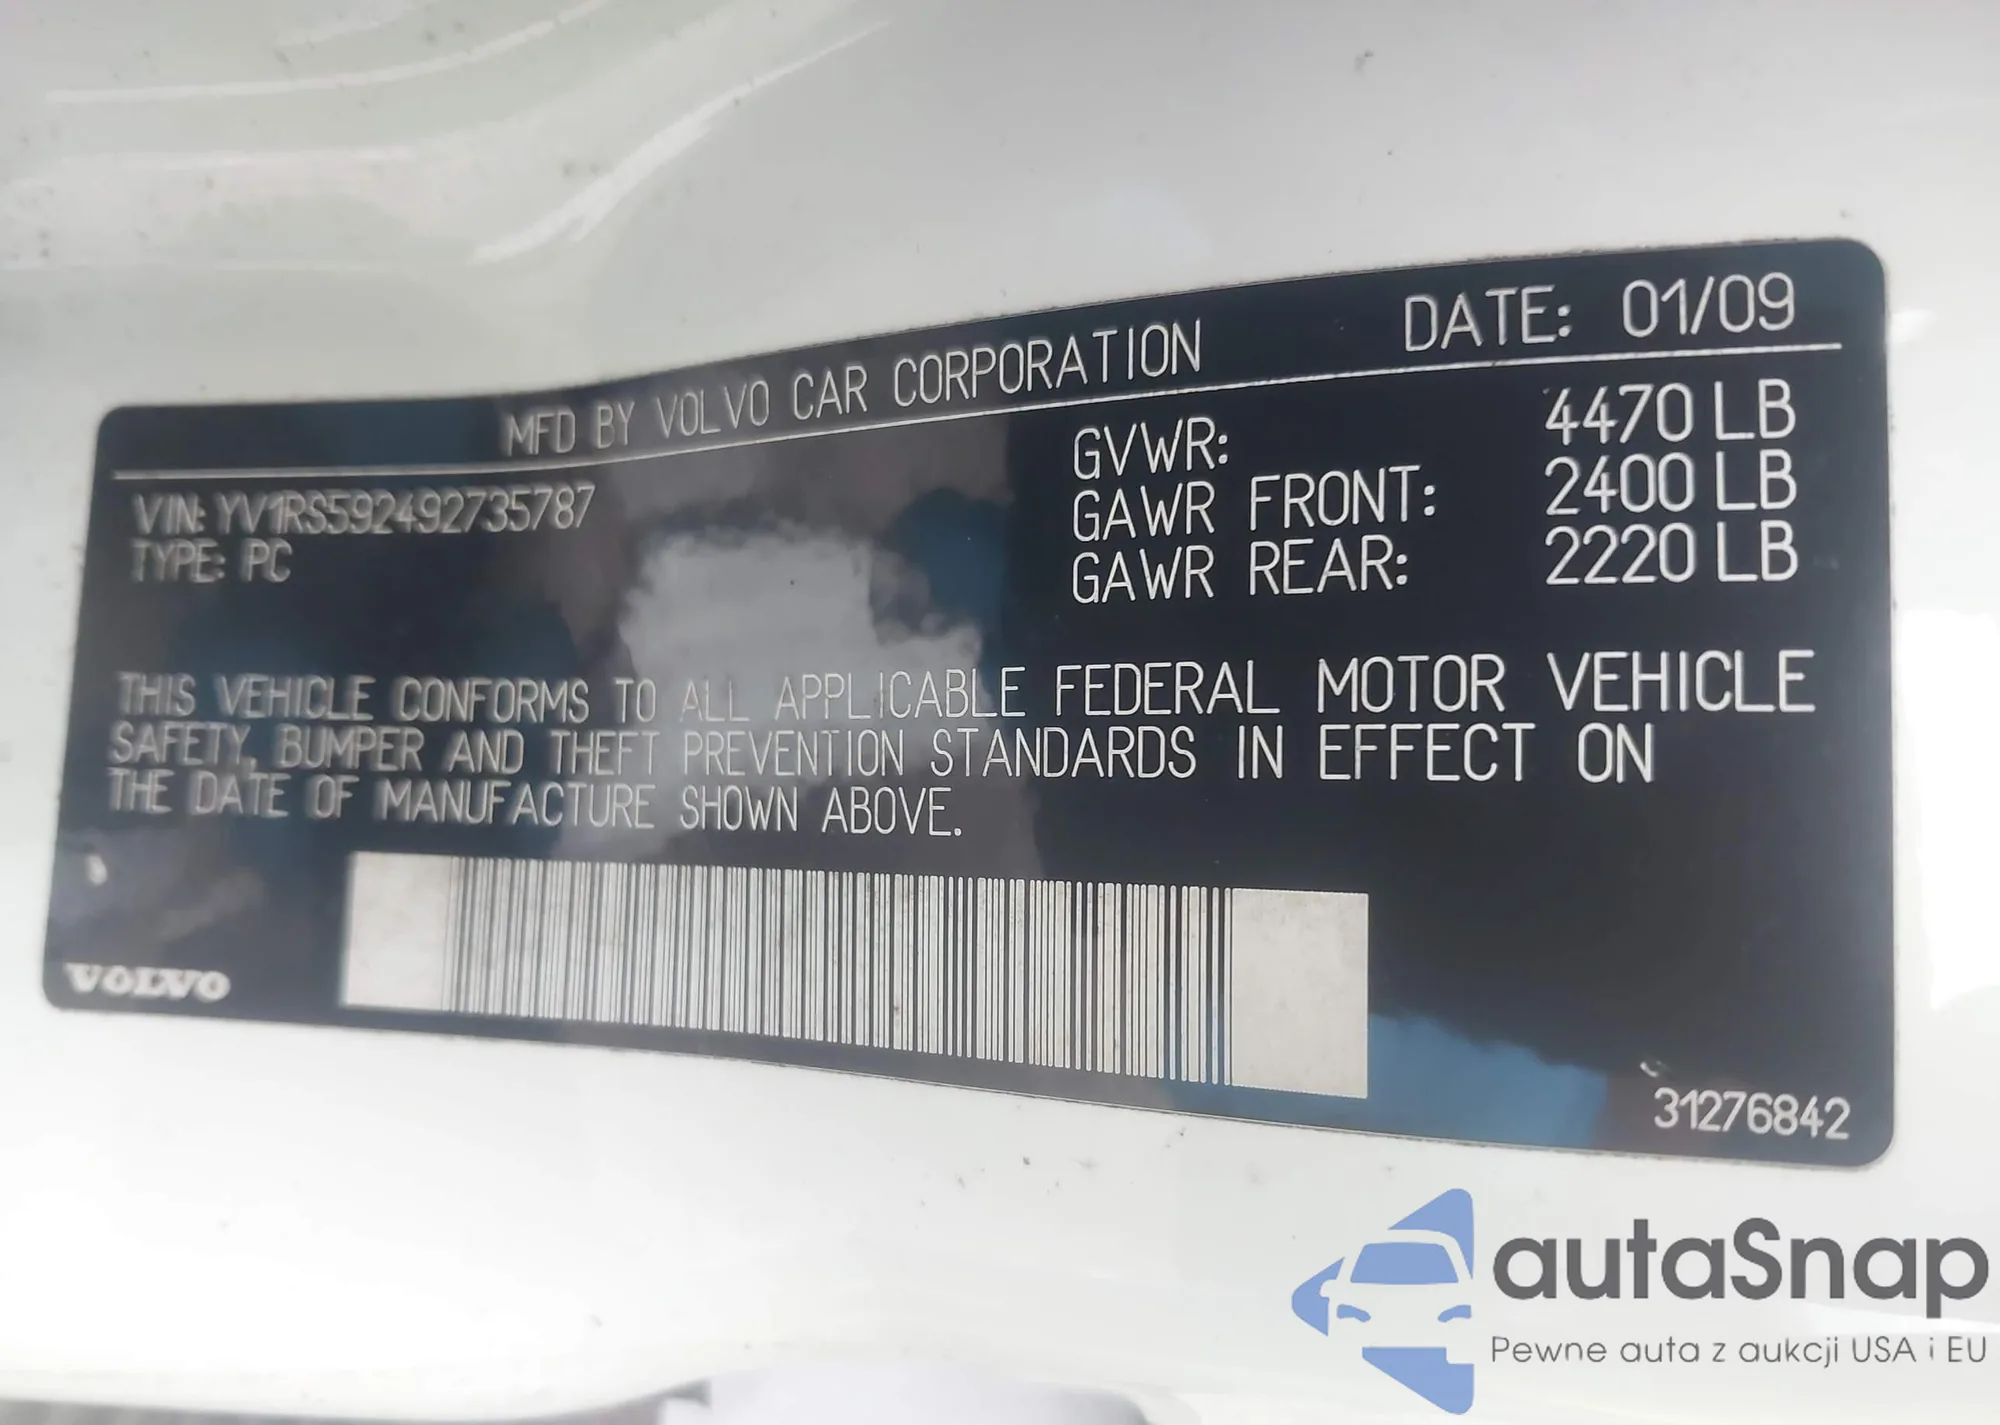 MFD BY VOLVO CAR CORPORATION DATE: 01/09
VIN: YV1RS592492735787
TYPE: PC
GVWR: 4470 LB
GAWR FRONT: 2400 LB
GAWR REAR: 2220 LB
THIS VEHICLE CONFORMS TO ALL APPLICABLE FEDERAL MOTOR VEHICLE
SAFETY, BUMPER AND THEFT PREVENTION STANDARDS IN EFFECT ON
THE DATE OF MANUFACTURE SHOWN ABOVE.
VOLVO
31276842
autaSnap
Pewne auta z aukcji USA i EU